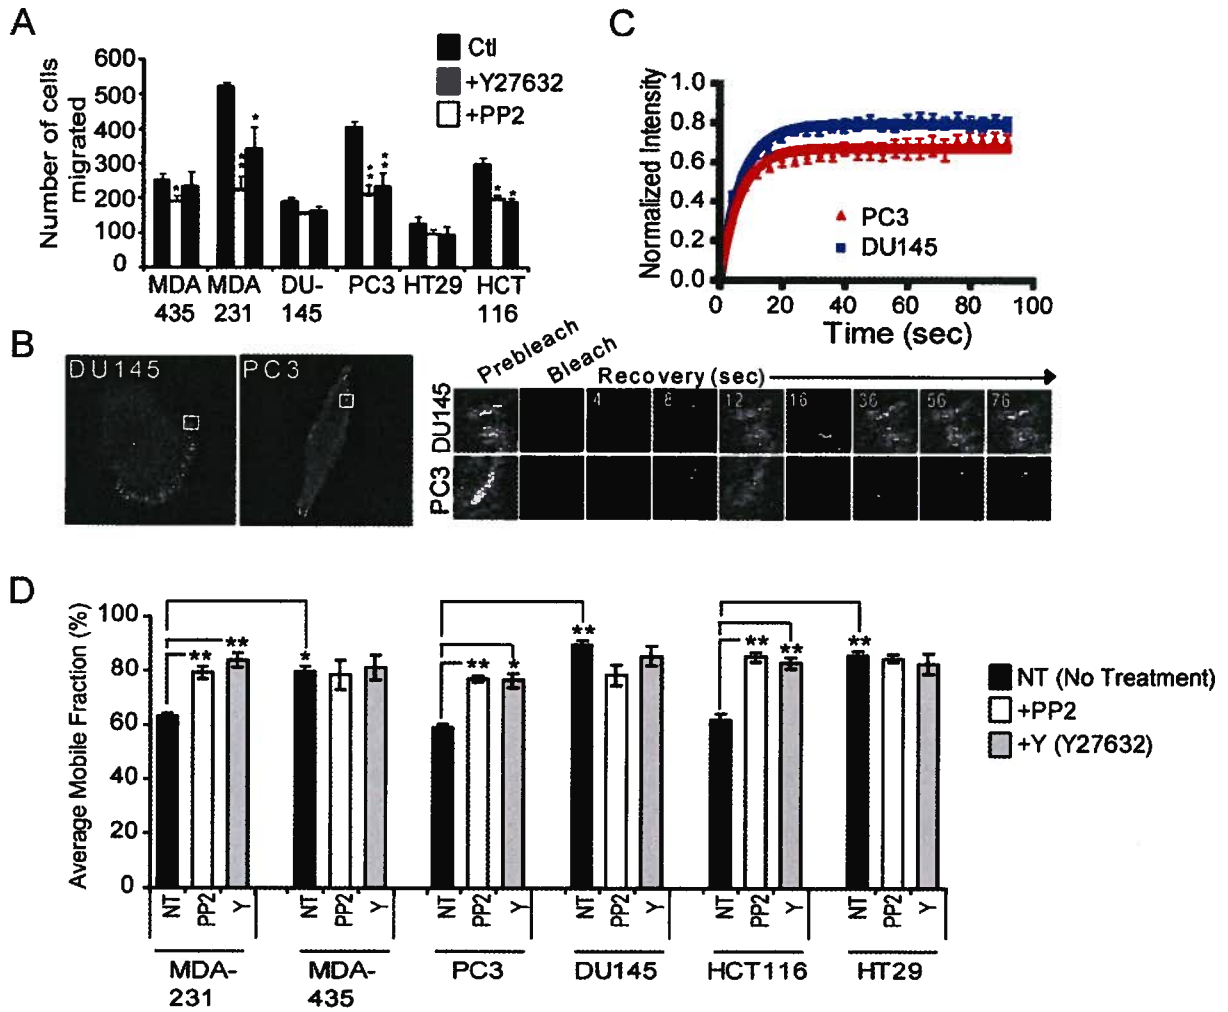 A
Number of cells
migrated
600
500
400
300
200
100
0
Ctl
+Y27632
+PP2
*
**
*
**
**
*
*
MDA MDA DU- PC3 HT29 HCT
435 231 145 116
C
Normalized Intensity
1.0
0.8
0.6
0.4
0.2
0.0
PC3
DU145
0 20 40 60 80 100
Time (sec)
B
DU145
PC3
Prebleach
Bleach
Recovery (sec)
DU145
4 8 12 16 36 56 76
PC3
D
Average Mobile Fraction (%)
100
80
60
40
20
0
** **
*
** *
**
** **
**
NT (No Treatment)
+PP2
+Y (Y27632)
NT PP2 Y NT PP2 Y NT PP2 Y NT PP2 Y NT PP2 Y NT PP2 Y
MDA- MDA- PC3 DU145 HCT116 HT29
231 435